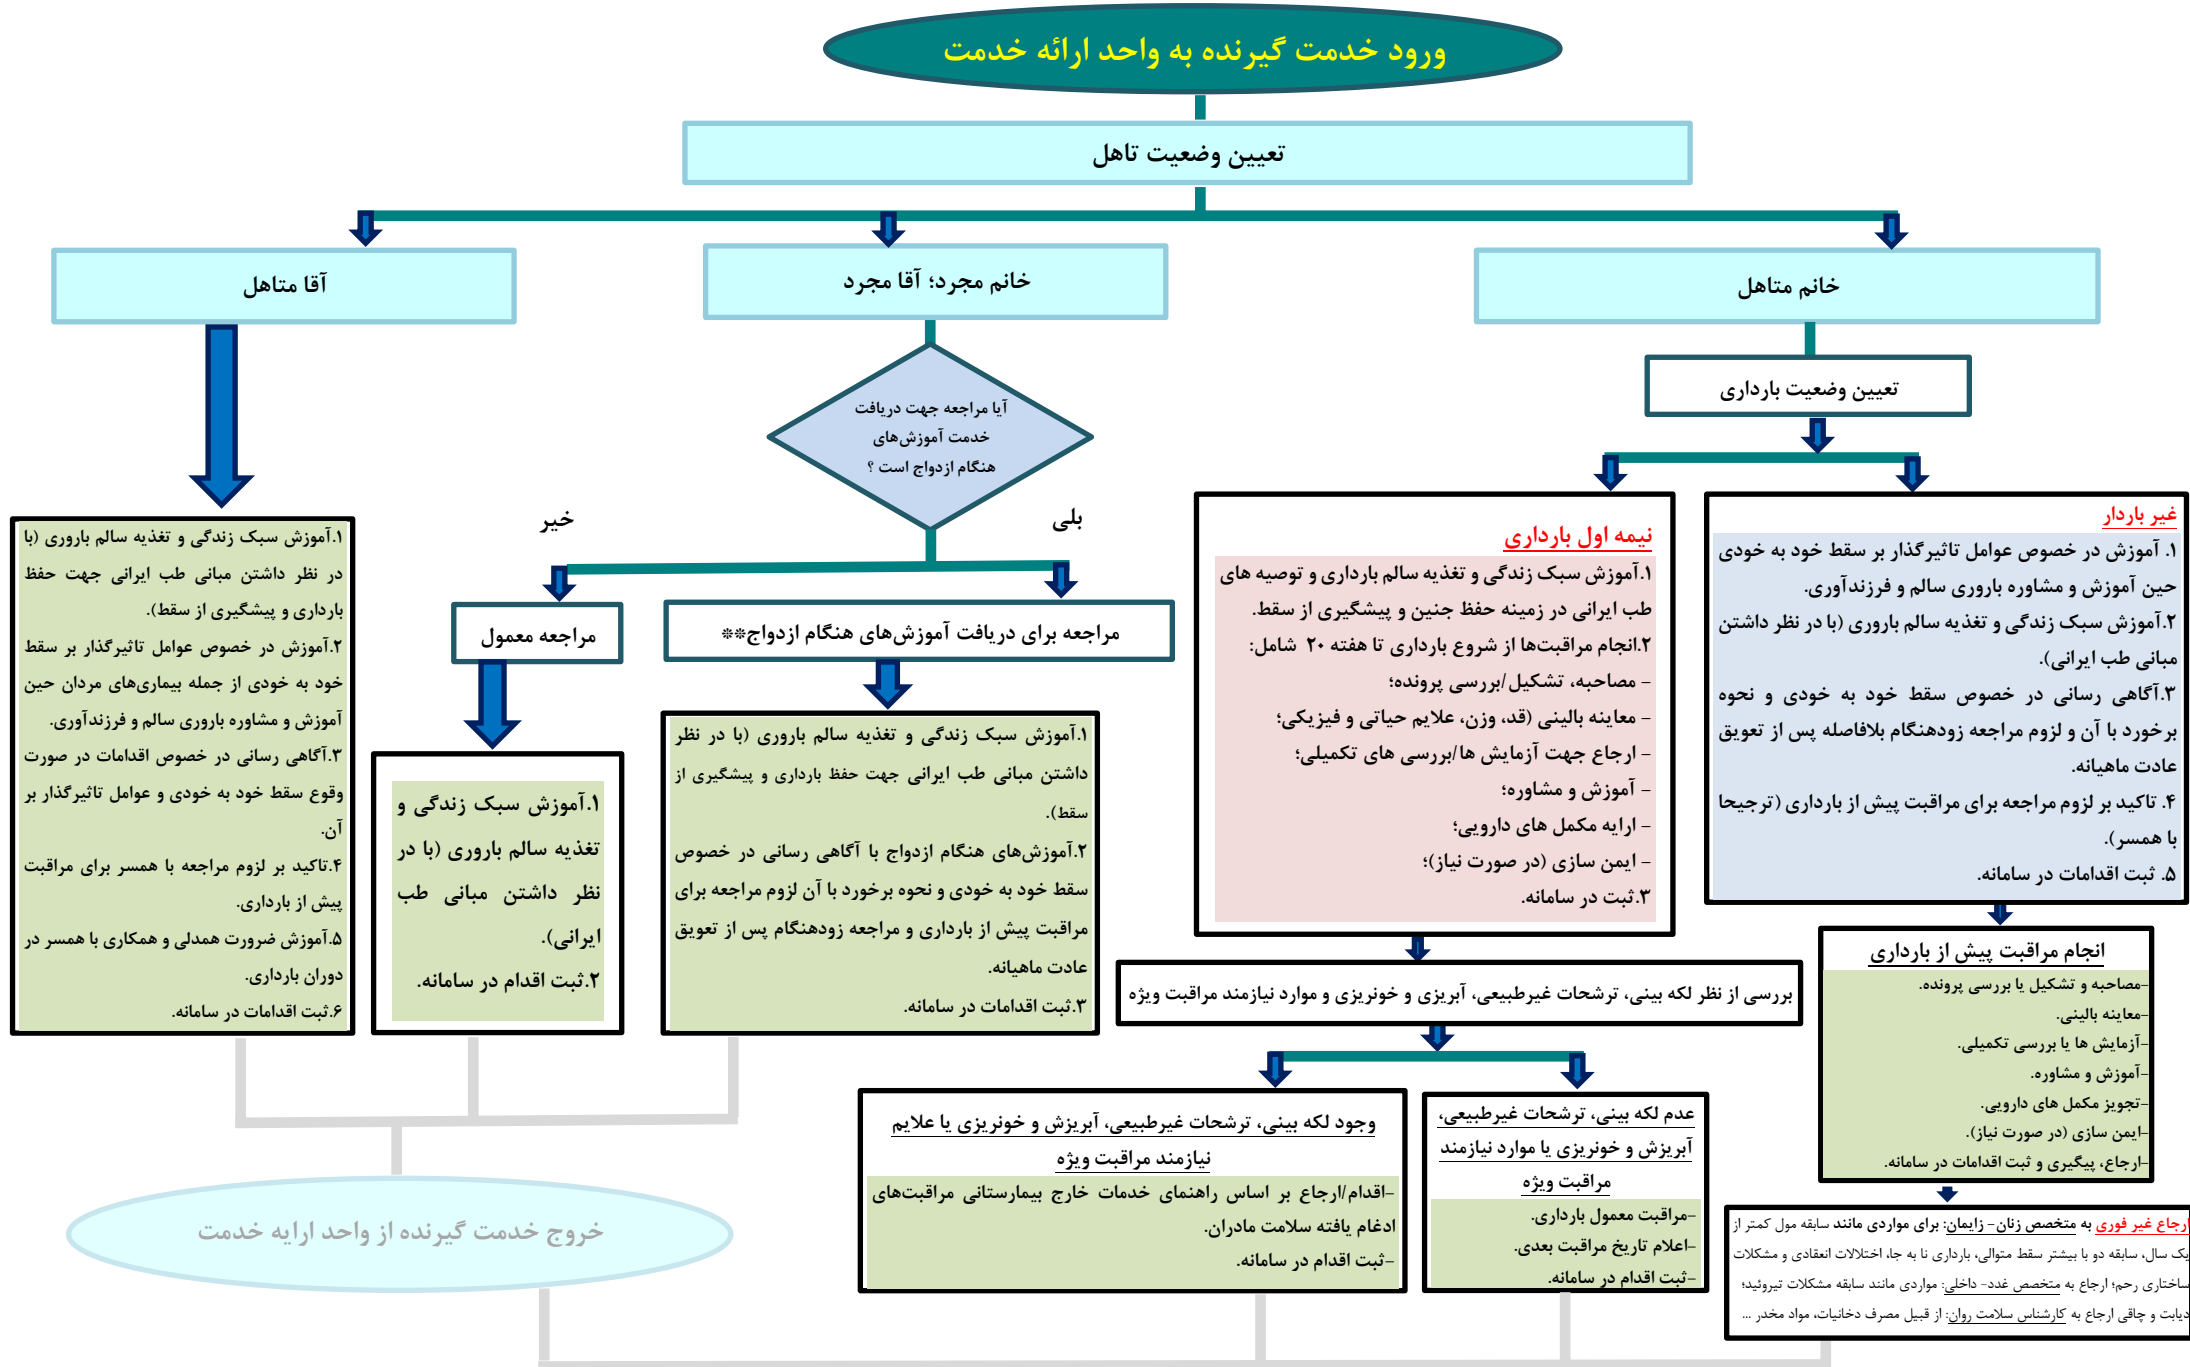 ورود خدمت گیرنده به واحد ارائه خدمت
تعیین وضعیت تاهل
خانم متاهل
خانم مجرد؛ آقا مجرد
آقا متاهل
تعیین وضعیت بارداری
آیا مراجعه جهت دریافت
خدمت آموزش‌های
هنگام ازدواج است ؟
بلی
خیر
غیر باردار
۱. آموزش در خصوص عوامل تاثیرگذار بر سقط خود به خودی
حین آموزش و مشاوره باروری سالم و فرزندآوری.
۲.آموزش سبک زندگی و تغذیه سالم باروری (با در نظر داشتن
مبانی طب ایرانی).
۳.آگاهی رسانی در خصوص سقط خود به خودی و نحوه
برخورد با آن و لزوم مراجعه زودهنگام بلافاصله پس از تعویق
عادت ماهیانه.
۴. تاکید بر لزوم مراجعه برای مراقبت پیش از بارداری (ترجیحا
با همسر).
۵. ثبت اقدامات در سامانه.
نیمه اول بارداری
۱.آموزش سبک زندگی و تغذیه سالم بارداری و توصیه های
طب ایرانی در زمینه حفظ جنین و پیشگیری از سقط.
۲.انجام مراقبت‌ها از شروع بارداری تا هفته ۲۰ شامل:
- مصاحبه، تشکیل/بررسی پرونده؛
- معاینه بالینی (قد، وزن، علایم حیاتی و فیزیکی؛
- ارجاع جهت آزمایش ها/بررسی های تکمیلی؛
- آموزش و مشاوره؛
- ارایه مکمل های دارویی؛
- ایمن سازی (در صورت نیاز)؛
۳.ثبت در سامانه.
مراجعه برای دریافت آموزش‌های هنگام ازدواج**
مراجعه معمول
۱.آموزش سبک زندگی و تغذیه سالم باروری (با در نظر
داشتن مبانی طب ایرانی جهت حفظ بارداری و پیشگیری از
سقط).
۲.آموزش‌های هنگام ازدواج با آگاهی رسانی در خصوص
سقط خود به خودی و نحوه برخورد با آن لزوم مراجعه برای
مراقبت پیش از بارداری و مراجعه زودهنگام پس از تعویق
عادت ماهیانه.
۳.ثبت اقدامات در سامانه.
۱.آموزش سبک زندگی و
تغذیه سالم باروری (با در
نظر داشتن مبانی طب
ایرانی).
۲.ثبت اقدام در سامانه.
۱.آموزش سبک زندگی و تغذیه سالم باروری (با
در نظر داشتن مبانی طب ایرانی جهت حفظ
بارداری و پیشگیری از سقط).
۲.آموزش در خصوص عوامل تاثیرگذار بر سقط
خود به خودی از جمله بیماری‌های مردان حین
آموزش و مشاوره باروری سالم و فرزندآوری.
۳.آگاهی رسانی در خصوص اقدامات در صورت
وقوع سقط خود به خودی و عوامل تاثیرگذار بر
آن.
۴.تاکید بر لزوم مراجعه با همسر برای مراقبت
پیش از بارداری.
۵.آموزش ضرورت همدلی و همکاری با همسر در
دوران بارداری.
۶.ثبت اقدامات در سامانه.
انجام مراقبت پیش از بارداری
-مصاحبه و تشکیل یا بررسی پرونده.
-معاینه بالینی.
-آزمایش ها یا بررسی تکمیلی.
-آموزش و مشاوره.
-تجویز مکمل های دارویی.
-ایمن سازی (در صورت نیاز).
-ارجاع، پیگیری و ثبت اقدامات در سامانه.
بررسی از نظر لکه بینی، ترشحات غیرطبیعی، آبریزی و خونریزی و موارد نیازمند مراقبت ویژه
عدم لکه بینی، ترشحات غیرطبیعی،
آبریزش و خونریزی یا موارد نیازمند
مراقبت ویژه
-مراقبت معمول بارداری.
-اعلام تاریخ مراقبت بعدی.
-ثبت اقدام در سامانه.
وجود لکه بینی، ترشحات غیرطبیعی، آبریزش و خونریزی یا علایم
نیازمند مراقبت ویژه
-اقدام/ارجاع بر اساس راهنمای خدمات خارج بیمارستانی مراقبت‌های
ادغام یافته سلامت مادران.
-ثبت اقدام در سامانه.
ارجاع غیر فوری به متخصص زنان- زایمان: برای مواردی مانند سابقه مول کمتر از
یک سال، سابقه دو با بیشتر سقط متوالی، بارداری نا به جا، اختلالات انعقادی و مشکلات
ساختاری رحم؛ ارجاع به متخصص غدد- داخلی: مواردی مانند سابقه مشکلات تیروئید؛
دیابت و چاقی ارجاع به کارشناس سلامت روان: از قبیل مصرف دخانیات، مواد مخدر ...
خروج خدمت گیرنده از واحد ارایه خدمت